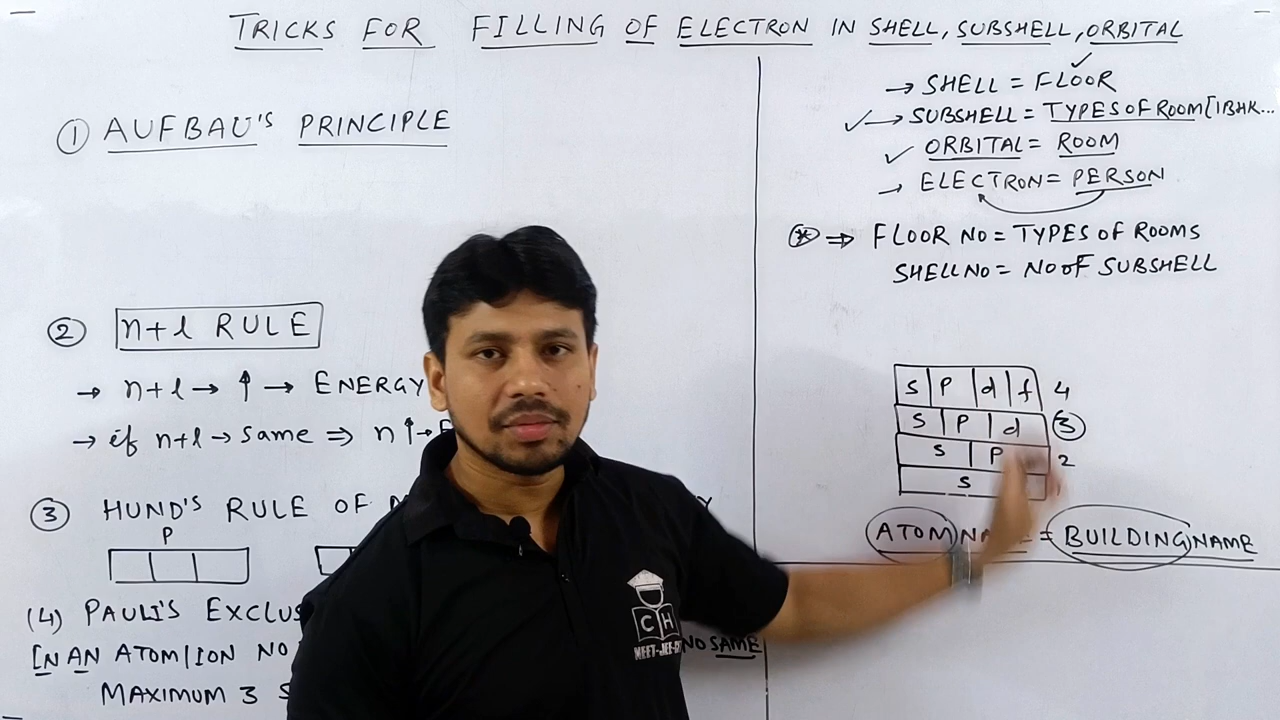 TRICKS FOR FILLING OF ELECTRON IN SHELL, SUBSHELL, ORBITAL
① AUFBAU'S PRINCIPLE
② n+l RULE
→ n+l → ↑ → ENERGY
→ if n+l → same ⇒ n↑→
③ HUND'S RULE OF
P
(4) PAULI'S
IN AN ATOM/ION NO
NO SAME
MAXIMUM 3
→ SHELL = FLOOR
→ SUBSHELL = TYPES OF ROOM [1BHK...
ORBITAL = ROOM
→ ELECTRON = PERSON
⇒ FLOOR NO = TYPES OF ROOMS
SHELL NO = NO OF SUBSHELL
s P d f 4
s P d 3
s P 2
s
ATOM = BUILDING NAME
C H
NEET-JEE-